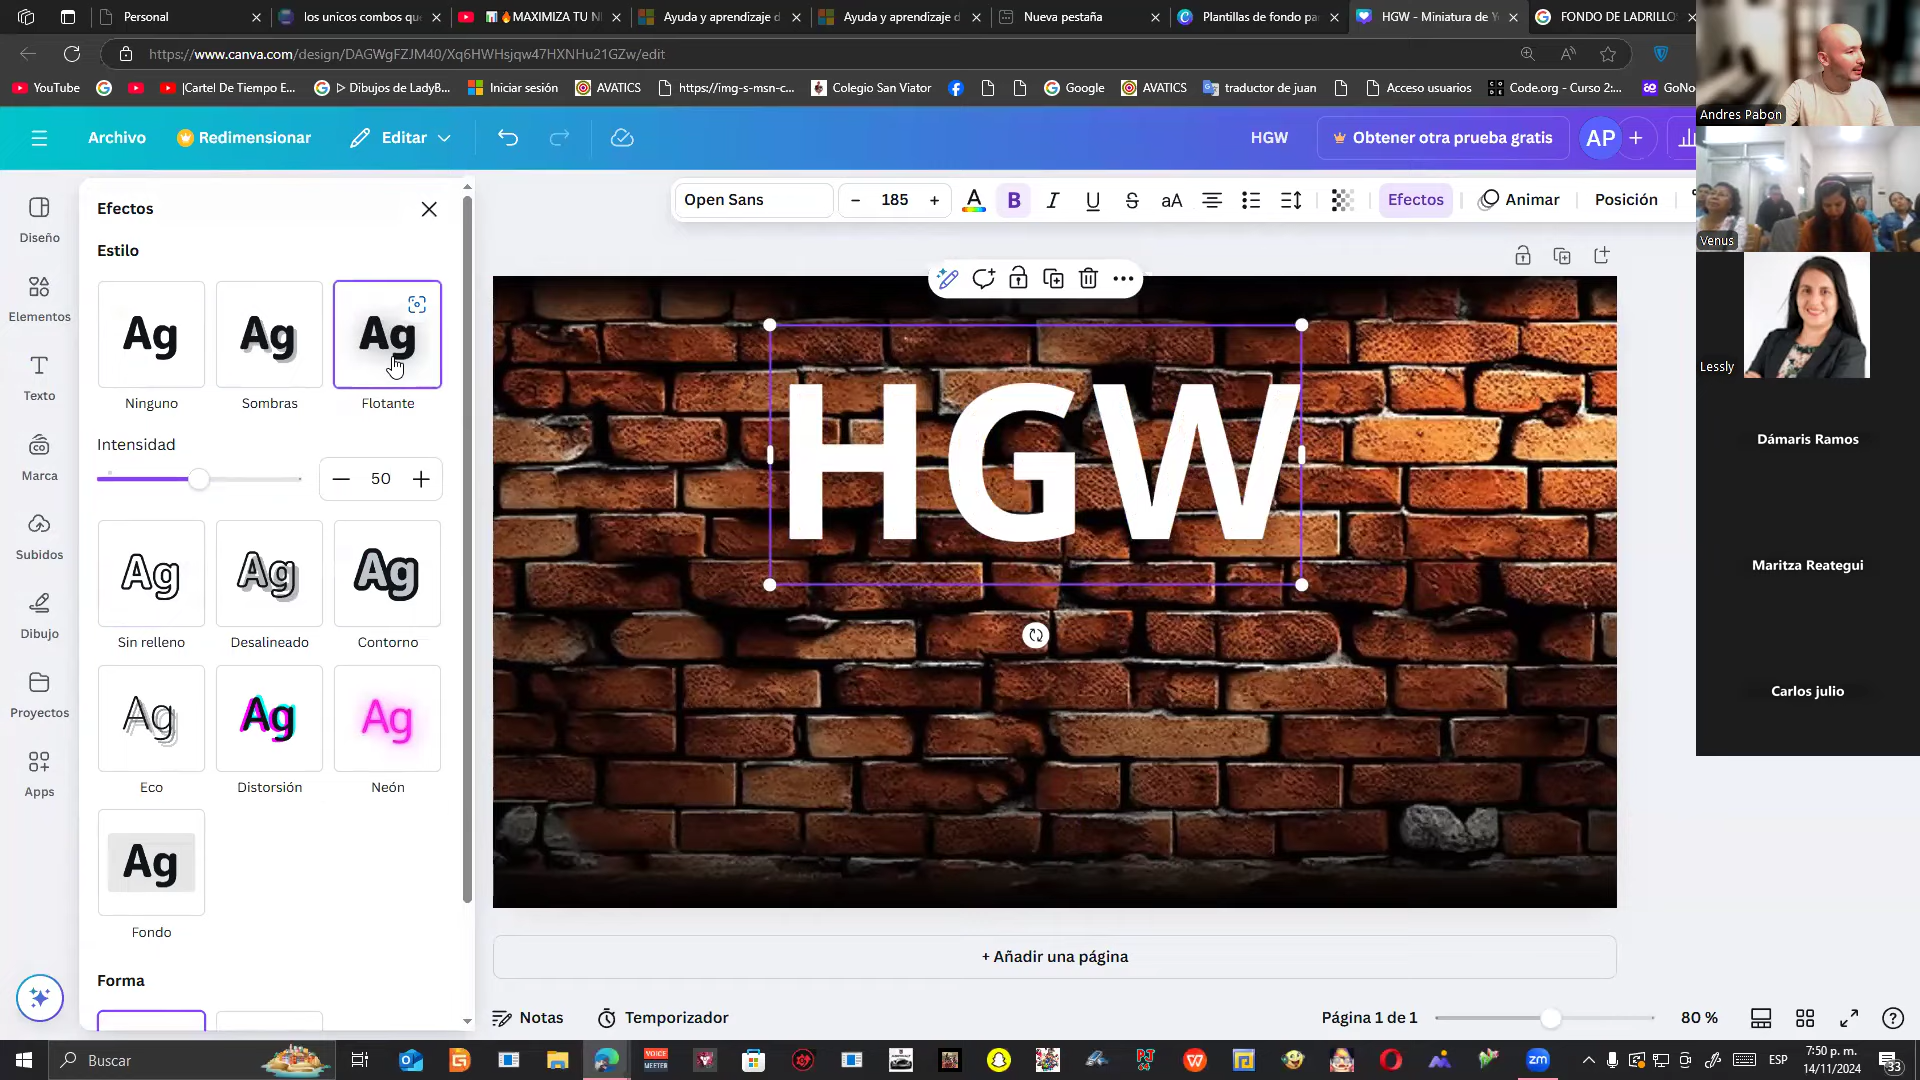 Personal
los unicos combos qu
📊🔥MAXIMIZA TU N
Ayuda y aprendizaje d
Ayuda y aprendizaje d
Nueva pestaña
Plantillas de fondo pa
HGW - Miniatura de Y
FONDO DE LADRILLO
https://www.canva.com/design/DAGWgFZJM40/Xq6HWHsjqw47HXNHu21GZw/edit
YouTube
|Cartel De Tiempo E...
▷ Dibujos de LadyB...
Iniciar sesión
AVATICS
https://img-s-msn-c...
Colegio San Viator
Google
AVATICS
traductor de juan
Acceso usuarios
Code.org - Curso 2:...
GoNo
Archivo
Redimensionar
Editar
HGW
Obtener otra prueba gratis
AP
Open Sans
– 185 +
A
B
I
U
S
aA
Efectos
Animar
Posición
Diseño
Elementos
Texto
Marca
Subidos
Dibujo
Proyectos
Apps
Efectos
Estilo
Ag
Ag
Ag
Ninguno
Sombras
Flotante
Intensidad
— 50 +
Ag
Ag
Ag
Sin relleno
Desalineado
Contorno
Ag
Ag
Ag
Eco
Distorsión
Neón
Ag
Fondo
Forma
HGW
+ Añadir una página
Notas
Temporizador
Página 1 de 1
80 %
Andres Pabon
Venus
Lessly
Dámaris Ramos
Maritza Reategui
Carlos julio
Buscar
VOICE
MEETER
zm
ESP
7:50 p. m.
14/11/2024
33